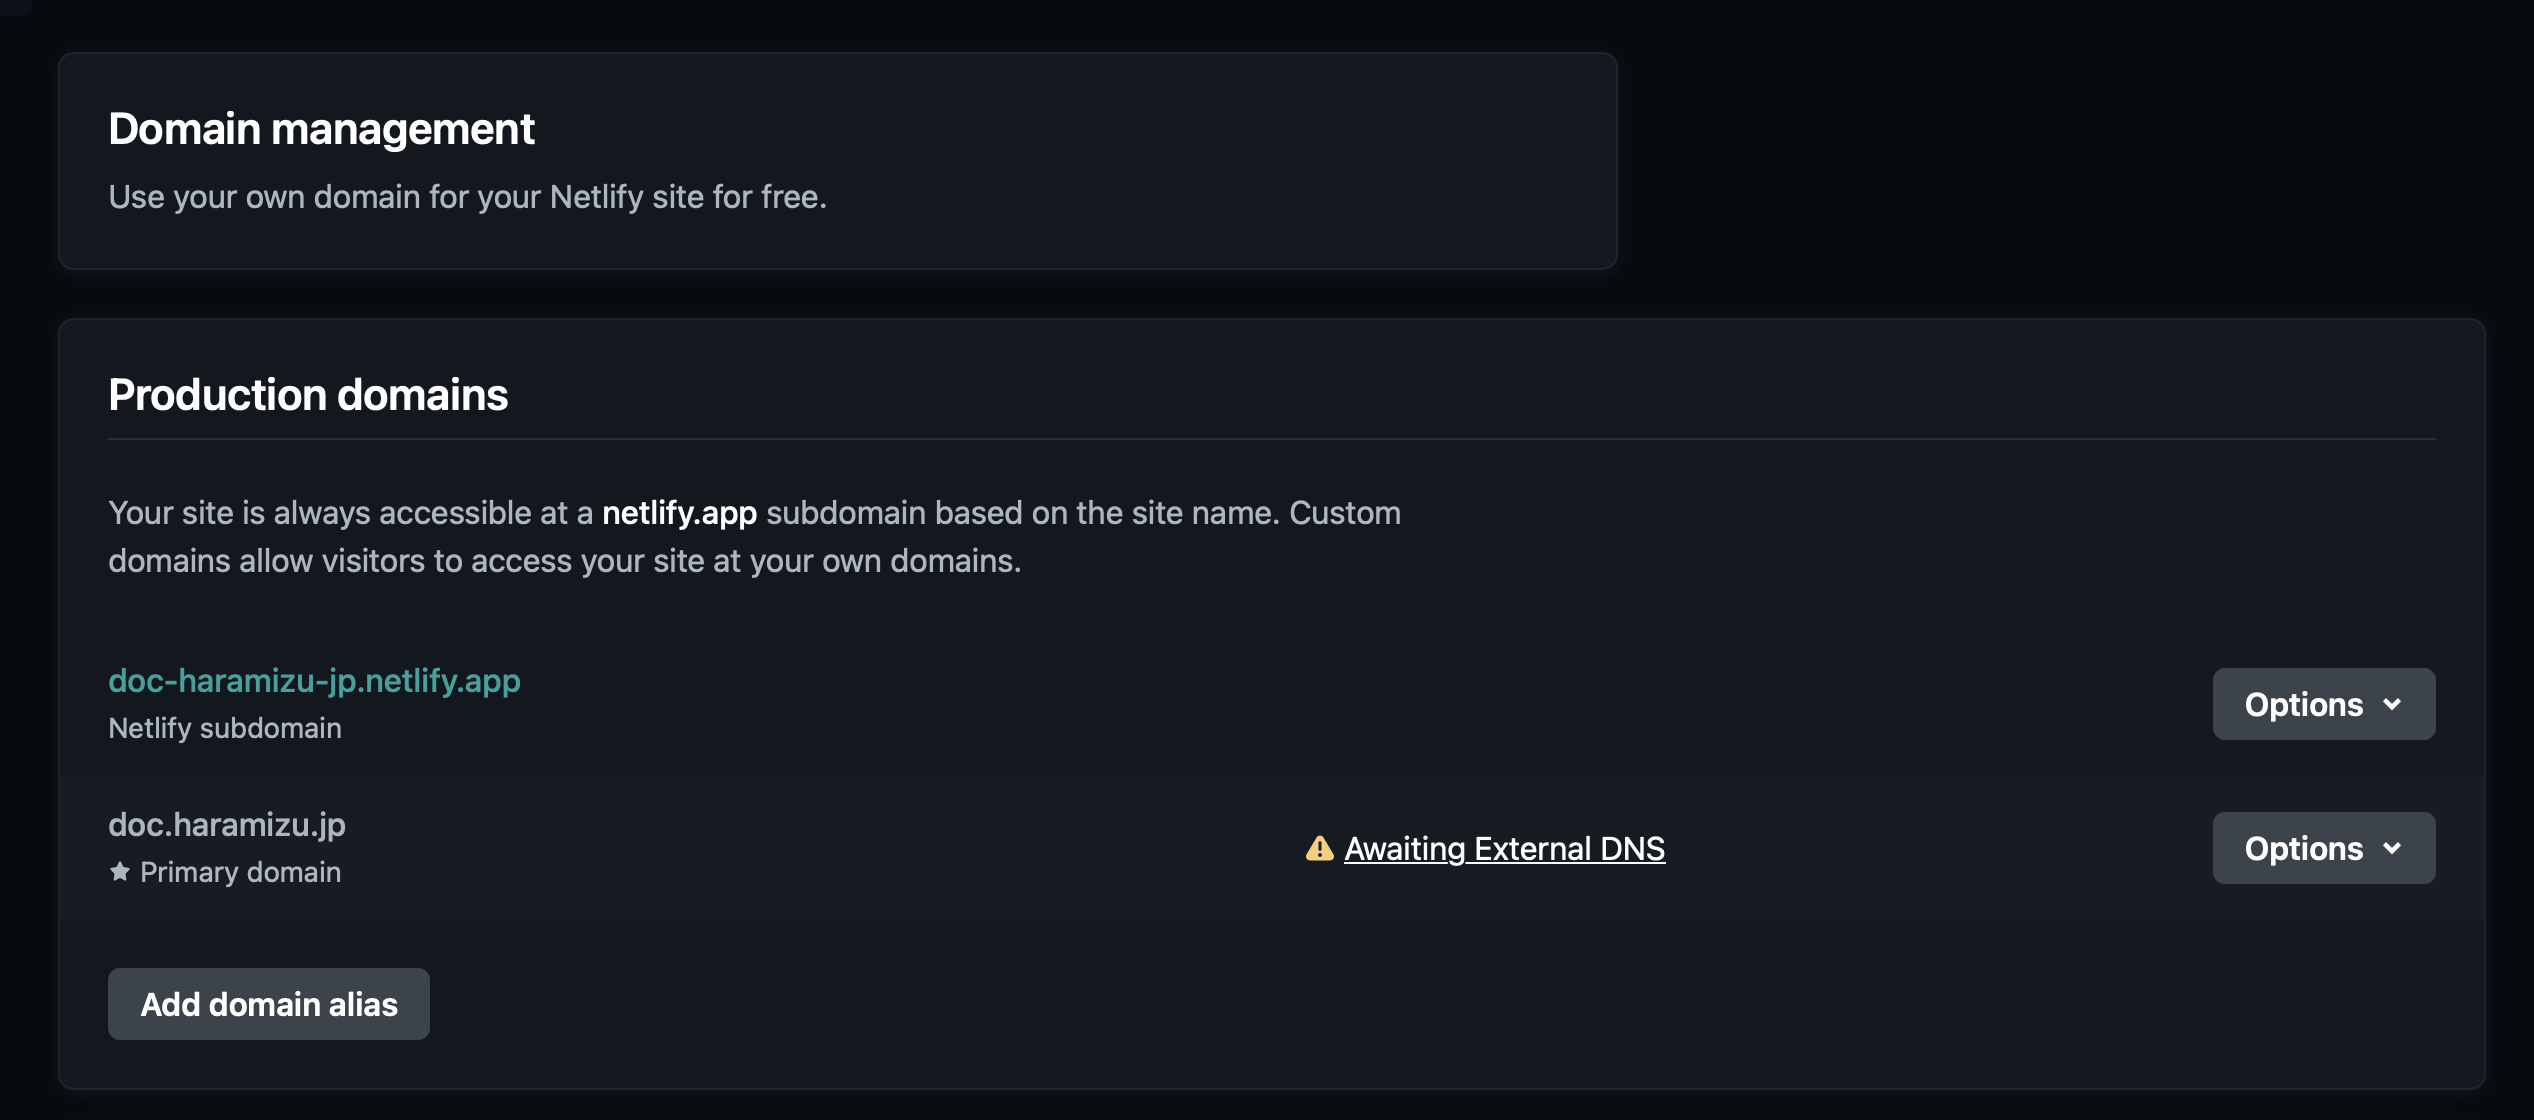 Domain management
Use your own domain for your Netlify site for free.
Production domains
Your site is always accessible at a netlify.app subdomain based on the site name. Custom
domains allow visitors to access your site at your own domains.
doc-haramizu-jp.netlify.app
Netlify subdomain
Options
doc.haramizu.jp
Primary domain
Awaiting External DNS
Options
Add domain alias